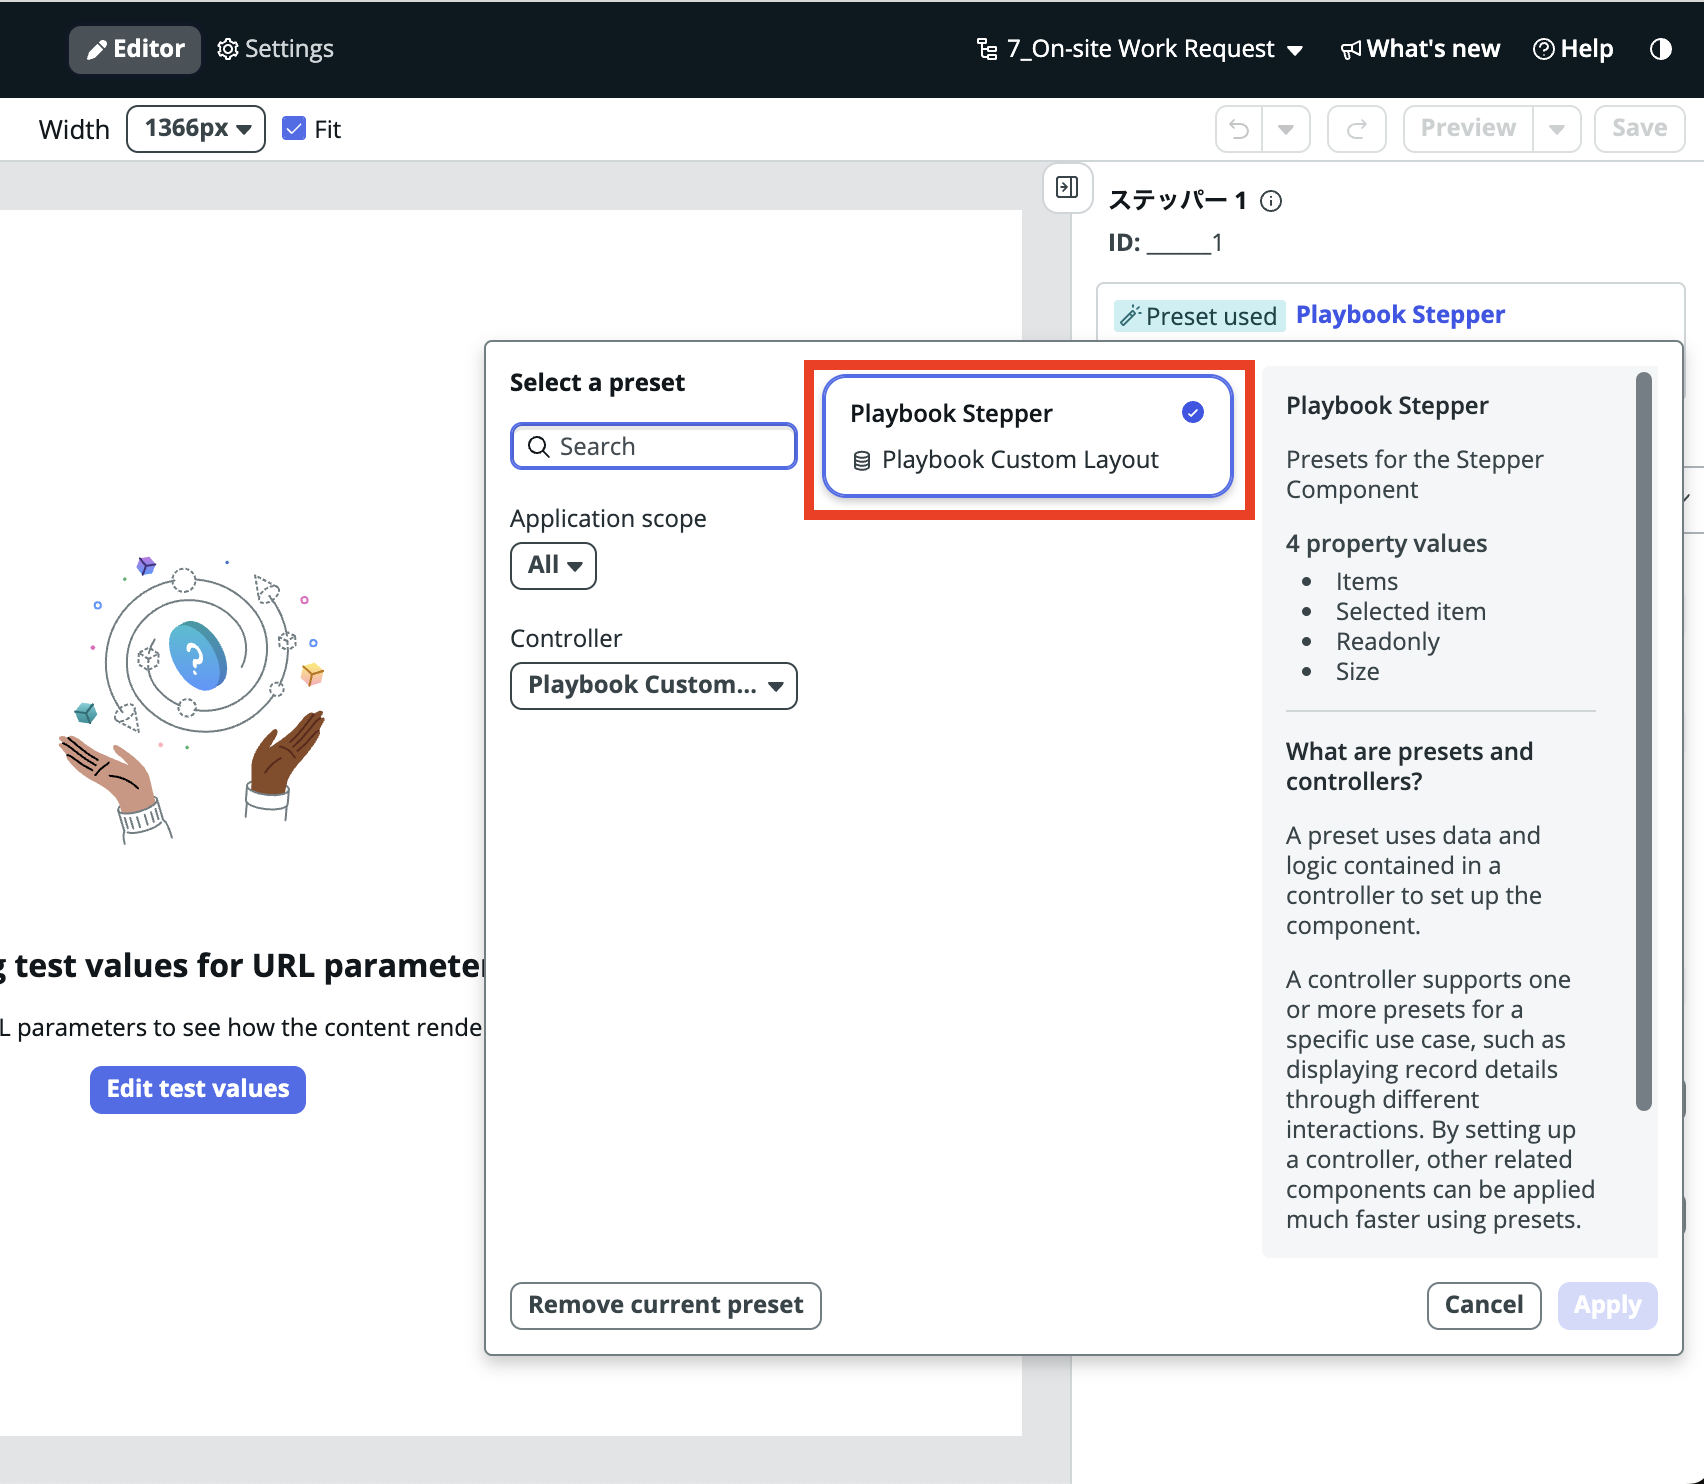 Editor
Settings
7_On-site Work Request
What's new
Help
Width
1366px
Fit
Preview
Save
ステッパー 1
ID: ______1
Preset used
Playbook Stepper
Select a preset
Search
Application scope
All
Controller
Playbook Custom...
Playbook Stepper
Playbook Custom Layout
Playbook Stepper
Presets for the Stepper
Component
4 property values
• Items
• Selected item
• Readonly
• Size
What are presets and
controllers?
A preset uses data and
logic contained in a
controller to set up the
component.
A controller supports one
or more presets for a
specific use case, such as
displaying record details
through different
interactions. By setting up
a controller, other related
components can be applied
much faster using presets.
?
test values for URL parameter
L parameters to see how the content rende
Edit test values
Remove current preset
Cancel
Apply